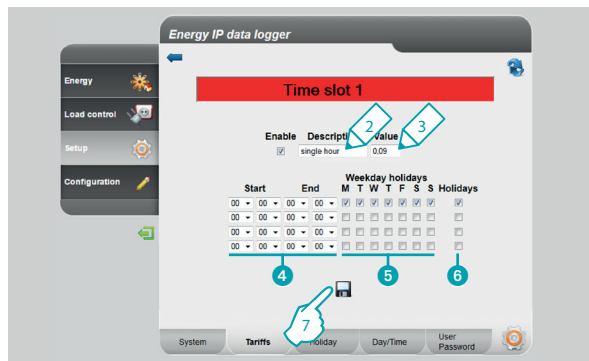 Energy IP data logger
Energy
Load control
Setup
Configuration
Time slot 1
Enable Descripti Value
2
3
single hour 0,09
Weekday holidays
Start End M T W T F S S Holidays
00 00 00 00
00 00 00 00
00 00 00 00
00 00 00 00
4
5
6
7
System Tariffs Holiday Day/Time User Password